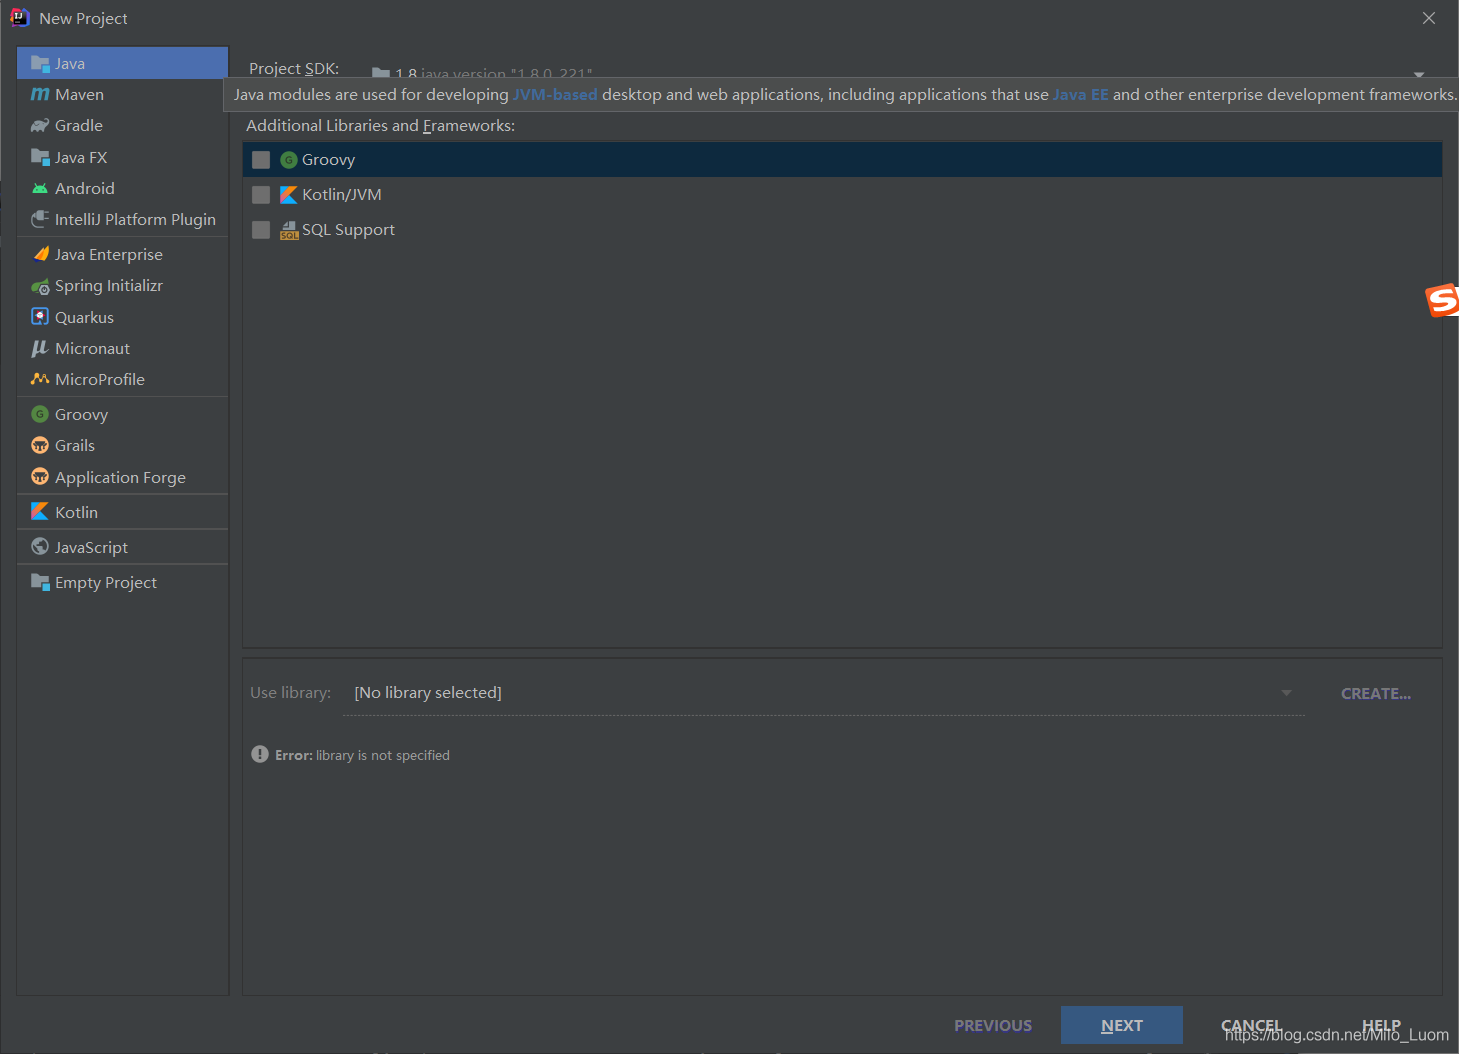 New Project
Java
Maven
Gradle
Java FX
Android
IntelliJ Platform Plugin
Java Enterprise
Spring Initializr
Quarkus
Micronaut
MicroProfile
Groovy
Grails
Application Forge
Kotlin
JavaScript
Empty Project
Project SDK: 1.8 java version "1.8.0_221"
Java modules are used for developing JVM-based desktop and web applications, including applications that use Java EE and other enterprise development frameworks.
Additional Libraries and Frameworks:
Groovy
Kotlin/JVM
SQL Support
Use library: [No library selected] CREATE...
Error: library is not specified
PREVIOUS NEXT CANCEL HELP
https://blog.csdn.net/Milo_Luom